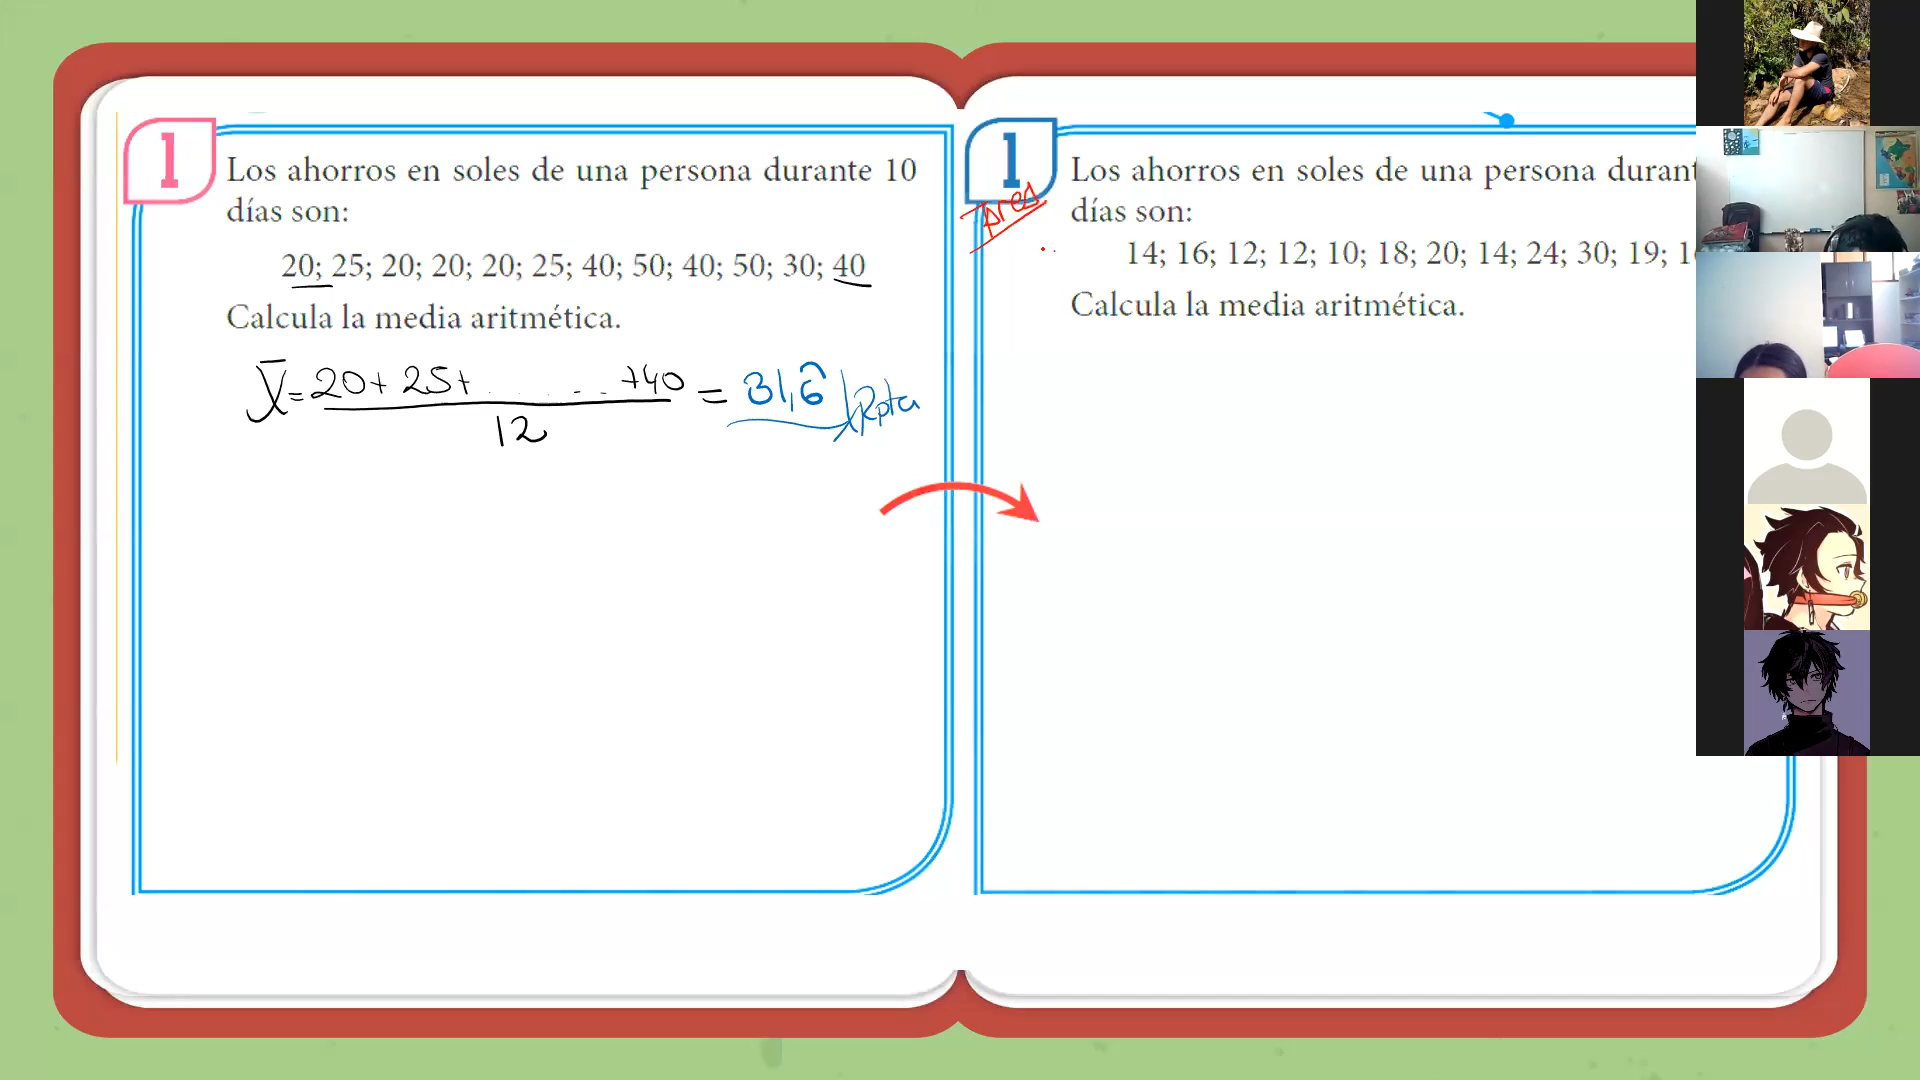 1
Los ahorros en soles de una persona durante 10
días son:
20; 25; 20; 20; 20; 25; 40; 50; 40; 50; 30; 40
Calcula la media aritmética.
X̄ = 20+ 25+ ... ... +40 / 12 = 31,6̂ Rpta
1
Los ahorros en soles de una persona durant
días son:
14; 16; 12; 12; 10; 18; 20; 14; 24; 30; 19; 1
Calcula la media aritmética.